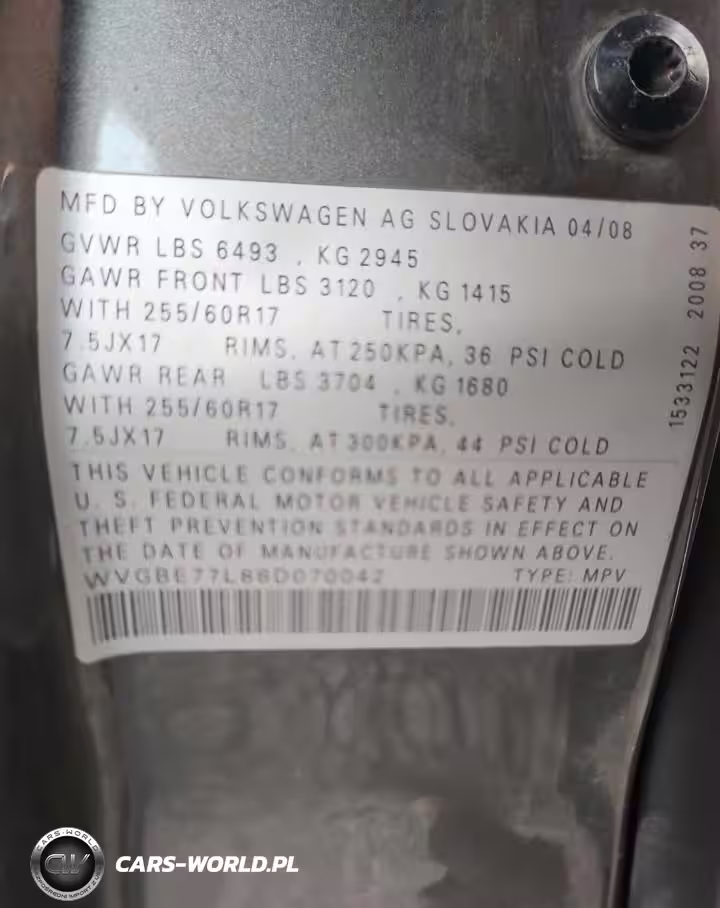 MFD BY VOLKSWAGEN AG SLOVAKIA 04/08
GVWR LBS 6493 , KG 2945
GAWR FRONT LBS 3120 , KG 1415
WITH 255/60R17 TIRES,
7.5JX17 RIMS, AT 250KPA, 36 PSI COLD
GAWR REAR LBS 3704 , KG 1680
WITH 255/60R17 TIRES,
7.5JX17 RIMS, AT 300KPA, 44 PSI COLD
THIS VEHICLE CONFORMS TO ALL APPLICABLE
U. S. FEDERAL MOTOR VEHICLE SAFETY AND
THEFT PREVENTION STANDARDS IN EFFECT ON
THE DATE OF MANUFACTURE SHOWN ABOVE.
TYPE: MPV
1533122 2008 37
CARS-WORLD
CW
CARS-WORLD.PL